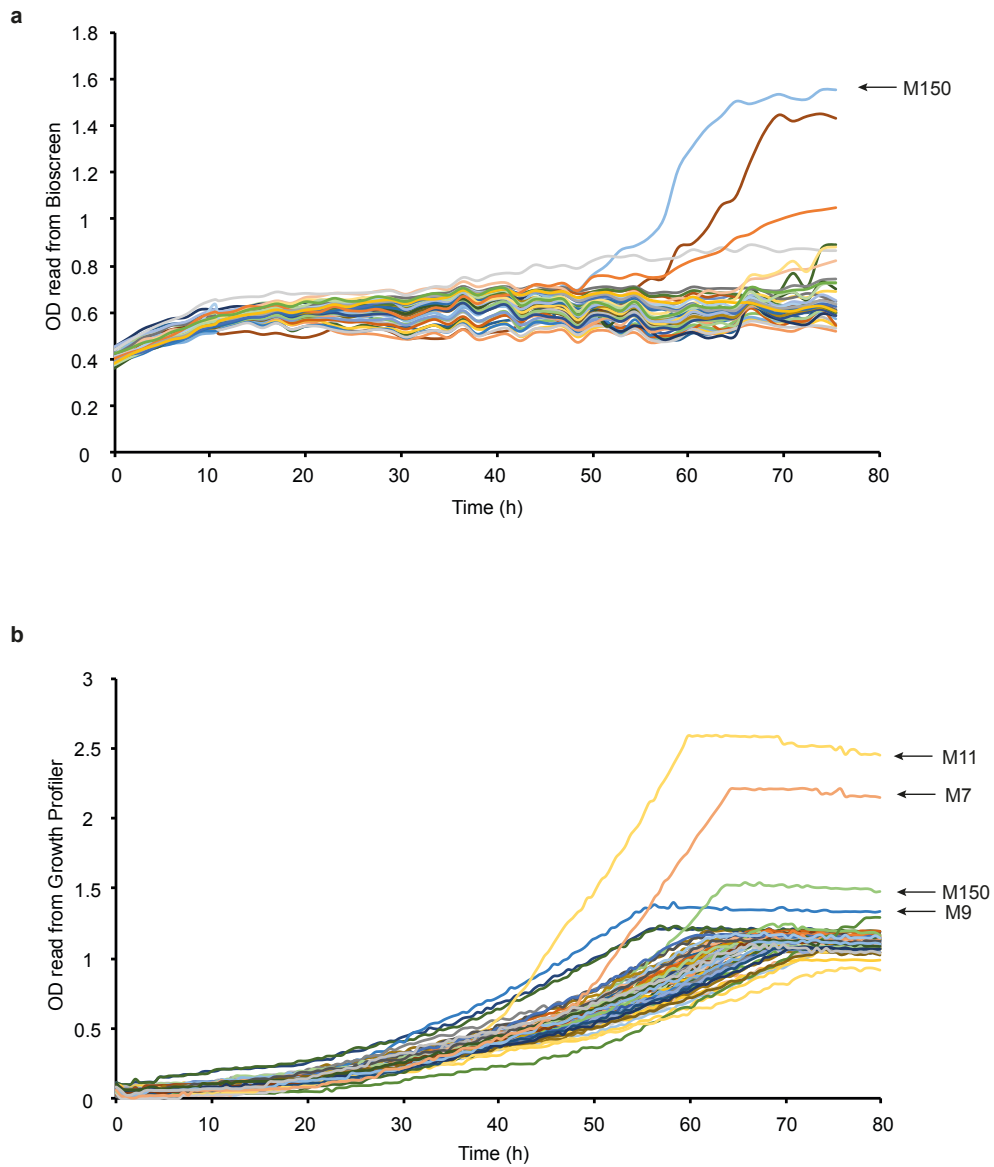 a
1.8
1.6
1.4
1.2
1
0.8
0.6
0.4
0.2
0
OD read from Bioscreen
M150
0 10 20 30 40 50 60 70 80
Time (h)
b
3
2.5
2
1.5
1
0.5
0
OD read from Growth Profiler
M11
M7
M150
M9
0 10 20 30 40 50 60 70 80
Time (h)